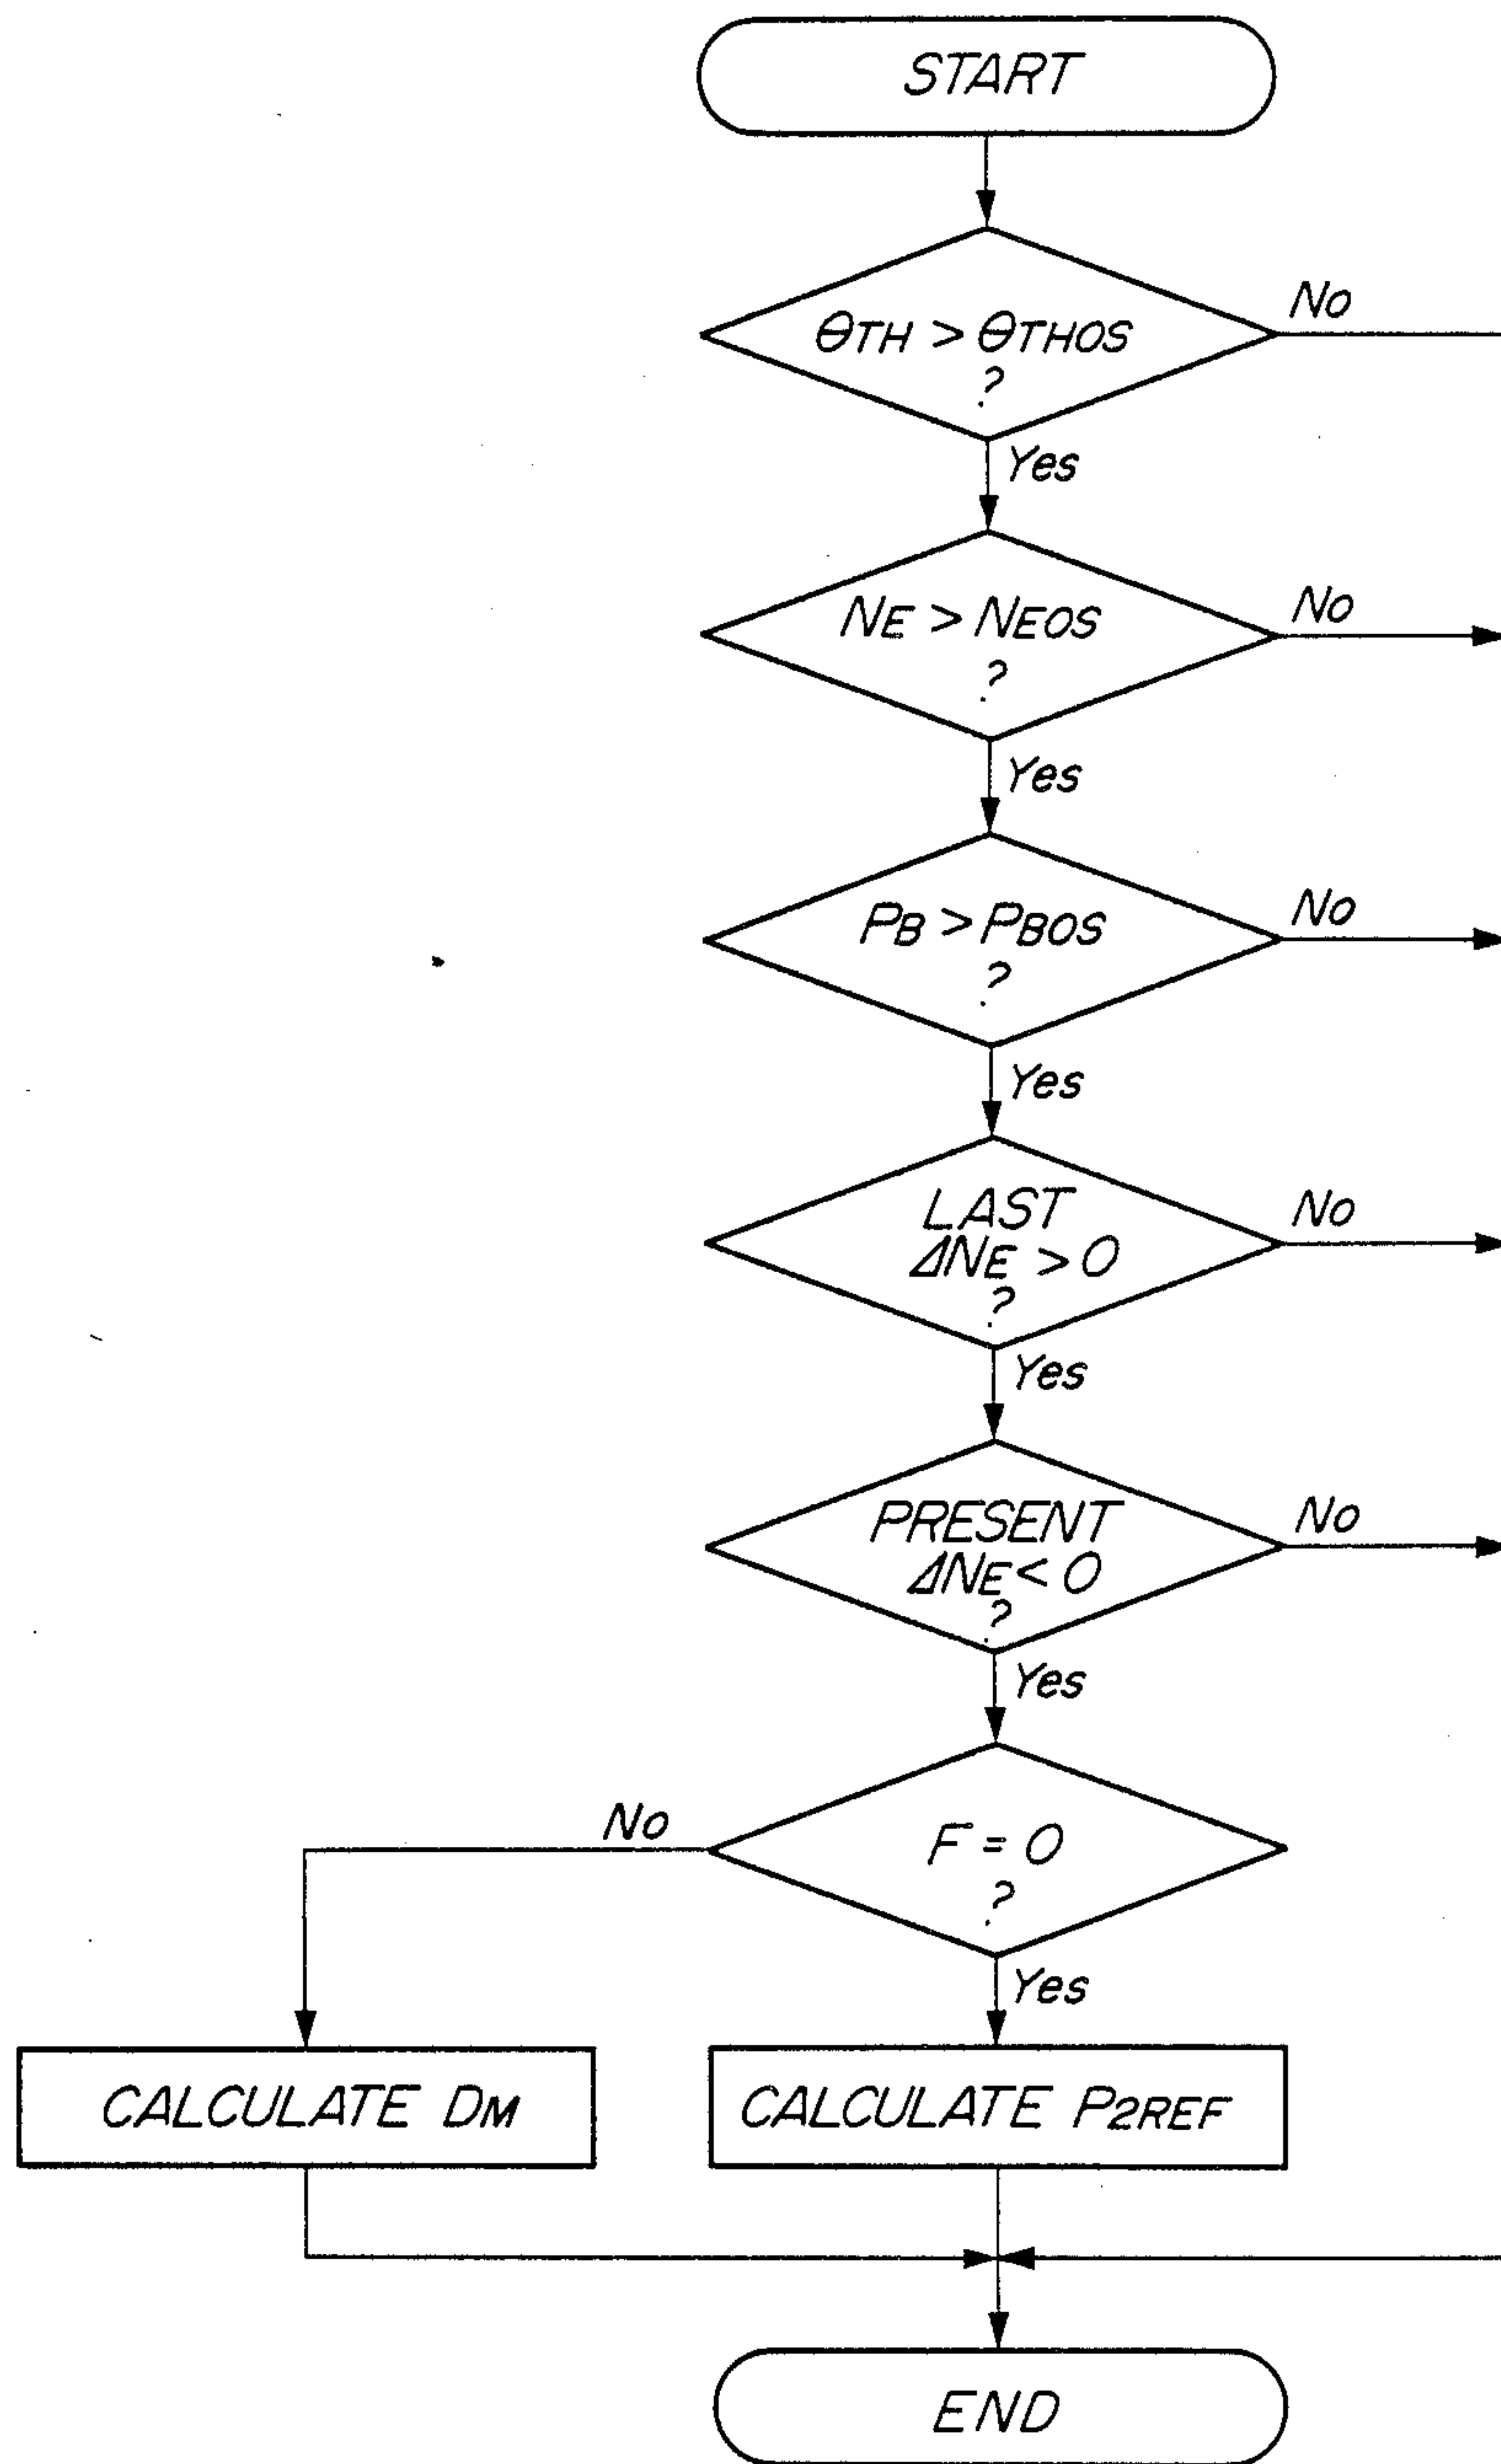 START
θTH > θTHOS
?
No
Yes
NE > NEOS
?
No
Yes
PB > PBOS
?
No
Yes
LAST
ΔNE > 0
?
No
Yes
PRESENT
ΔNE < 0
?
No
Yes
F = 0
?
No
Yes
CALCULATE DM
CALCULATE P2REF
END